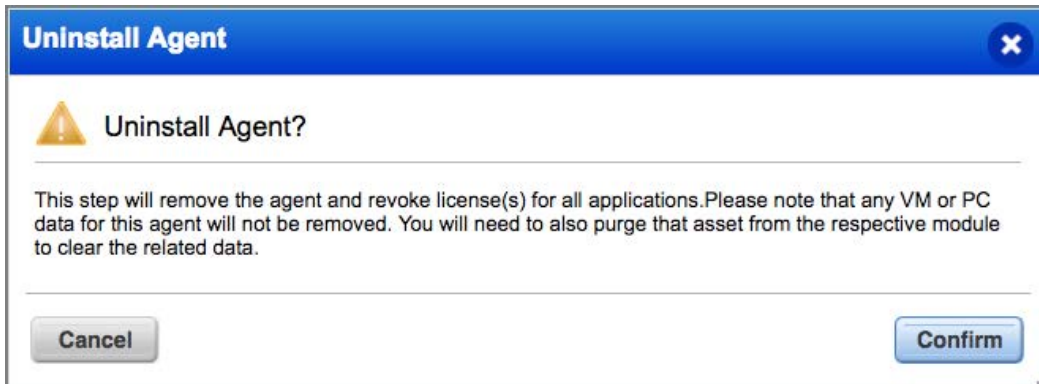 Uninstall Agent
Uninstall Agent?
This step will remove the agent and revoke license(s) for all applications.Please note that any VM or PC
data for this agent will not be removed. You will need to also purge that asset from the respective module
to clear the related data.
Cancel Confirm